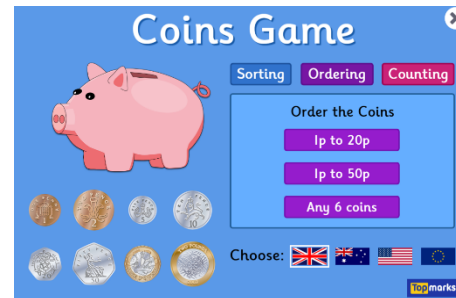 Coins Game
Sorting Ordering Counting
Order the Coins
1p to 20p
1p to 50p
Any 6 coins
Choose:
Topmarks